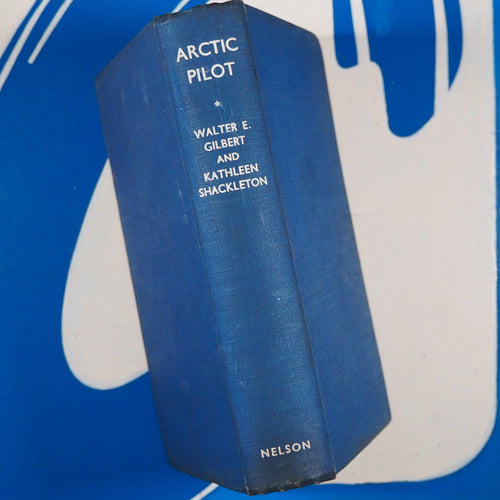 ARCTIC
PILOT
*
WALTER E.
GILBERT
AND
KATHLEEN
SHACKLETON
NELSON